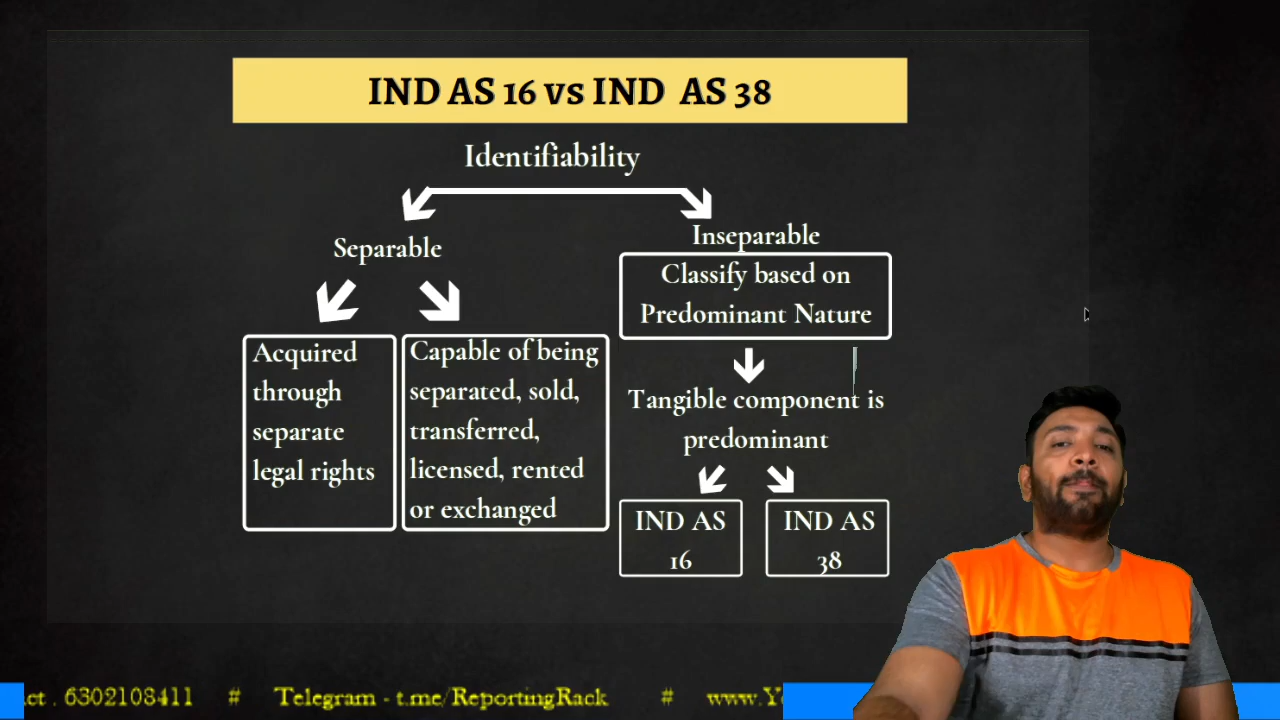 IND AS 16 vs IND AS 38
Identifiability
Separable
Inseparable
Classify based on
Predominant Nature
Acquired
through
separate
legal rights
Capable of being
separated, sold,
transferred,
licensed, rented
or exchanged
Tangible component is
predominant
IND AS
16
IND AS
38
6302108411 # Telegram - t.me/ReportingRack #